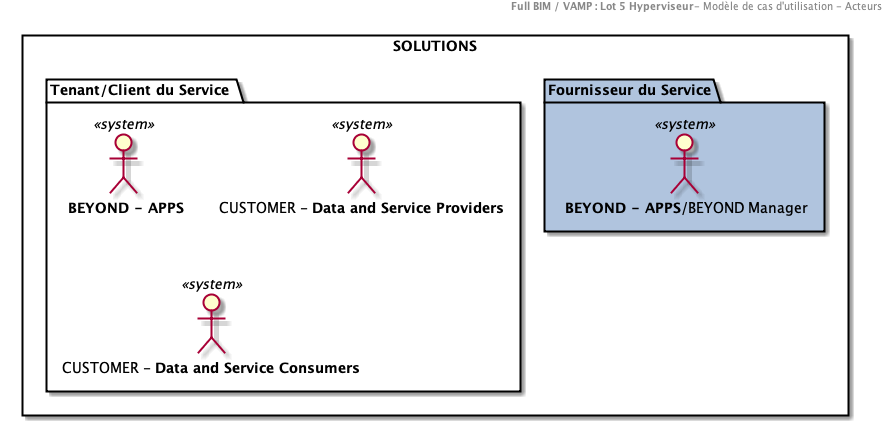 Full BIM / VAMP : Lot 5 Hyperviseur- Modèle de cas d'utilisation - Acteurs
SOLUTIONS
Tenant/Client du Service
Fournisseur du Service
«system»
«system»
«system»
BEYOND - APPS
CUSTOMER - Data and Service Providers
BEYOND - APPS/BEYOND Manager
«system»
CUSTOMER - Data and Service Consumers